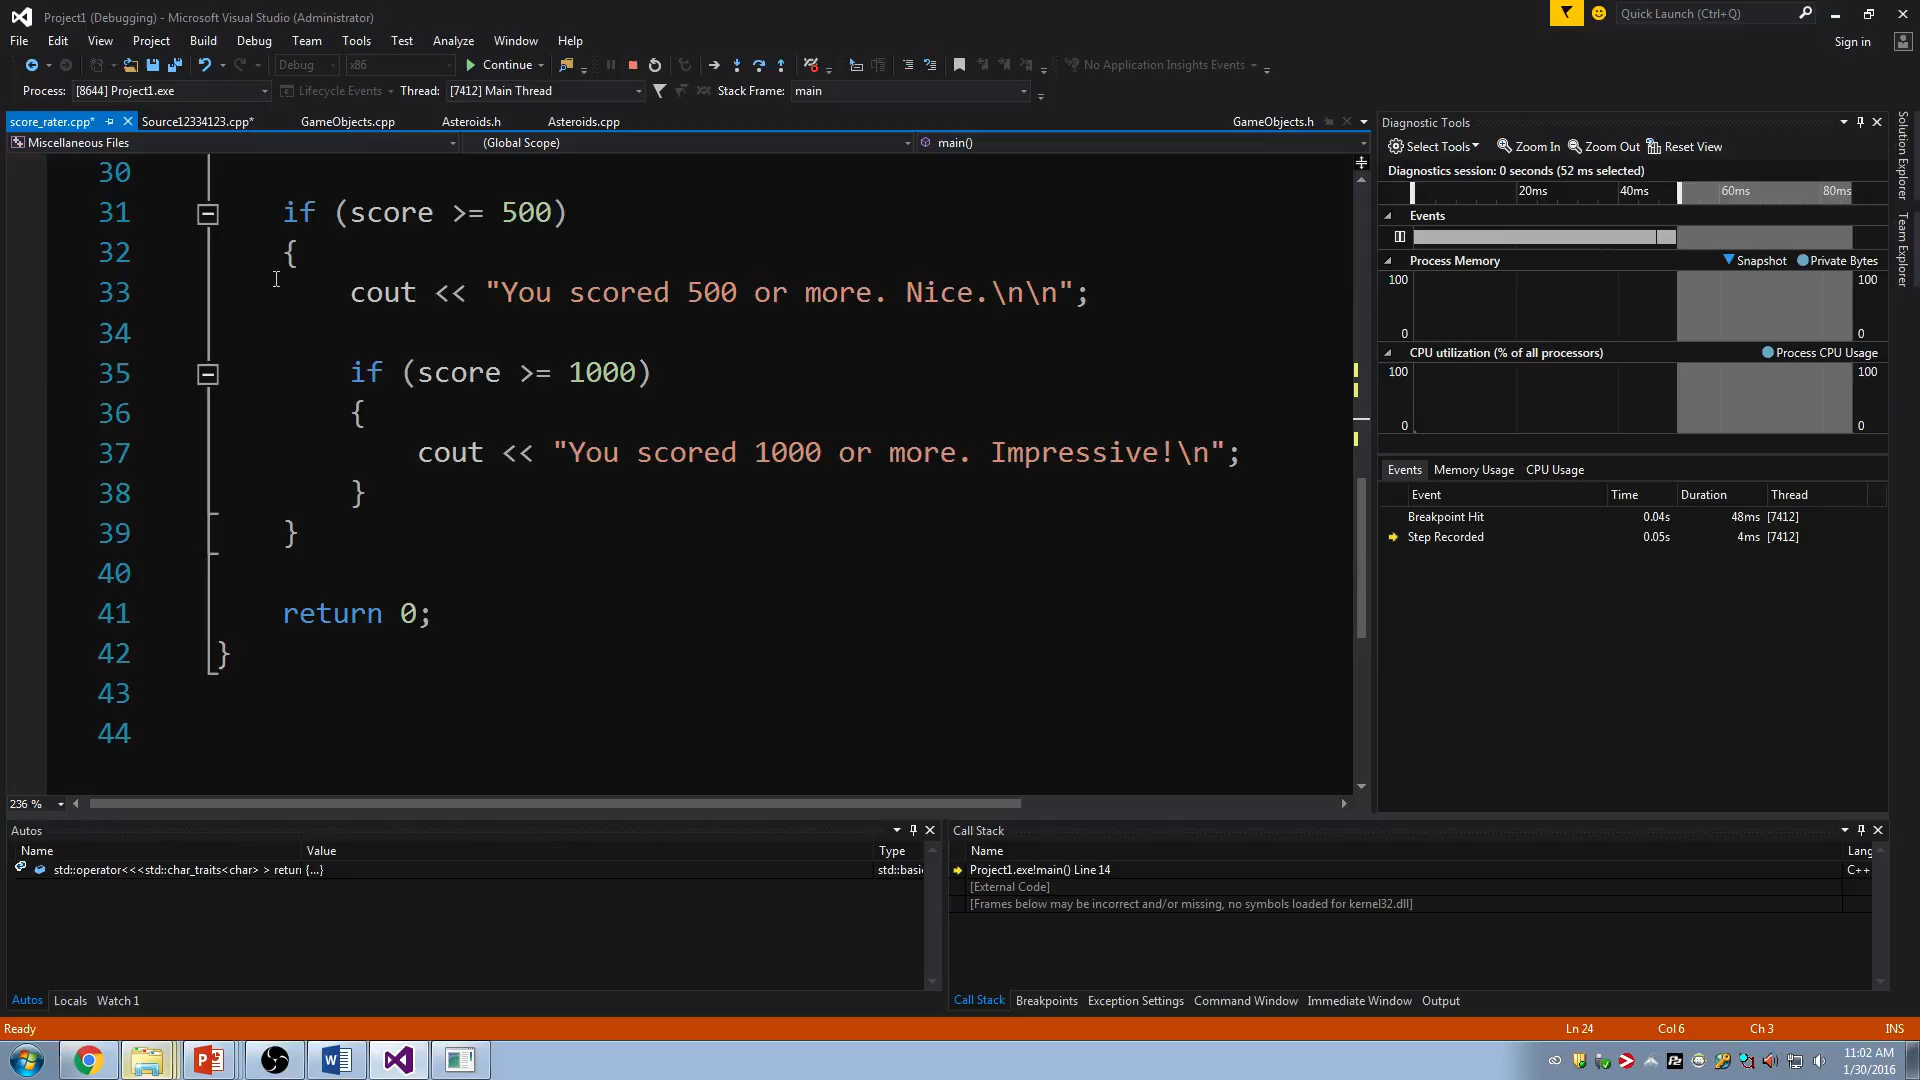 Project1 (Debugging) - Microsoft Visual Studio (Administrator)
Quick Launch (Ctrl+Q)
File Edit View Project Build Debug Team Tools Test Analyze Window Help
Sign in
Debug x86 Continue No Application Insights Events
Process: [8644] Project1.exe Lifecycle Events Thread: [7412] Main Thread Stack Frame: main
score_rater.cpp* Source12334123.cpp* GameObjects.cpp Asteroids.h Asteroids.cpp GameObjects.h
Miscellaneous Files (Global Scope) main()
30
31 if (score >= 500)
32 {
33 cout << "You scored 500 or more. Nice.\n\n";
34
35 if (score >= 1000)
36 {
37 cout << "You scored 1000 or more. Impressive!\n";
38 }
39 }
40
41 return 0;
42 }
43
44
236 %
Diagnostic Tools
Select Tools Zoom In Zoom Out Reset View
Diagnostics session: 0 seconds (52 ms selected)
20ms 40ms 60ms 80ms
Events
Process Memory Snapshot Private Bytes
100 100
0 0
CPU utilization (% of all processors) Process CPU Usage
100 100
0 0
Events Memory Usage CPU Usage
Event Time Duration Thread
Breakpoint Hit 0.04s 48ms [7412]
Step Recorded 0.05s 4ms [7412]
Solution Explorer
Team Explorer
Autos
Name Value Type
std::operator<<<std::char_traits<char> > return {...} std::basi
Autos Locals Watch 1
Call Stack
Name Lang
Project1.exe!main() Line 14 C++
[External Code]
[Frames below may be incorrect and/or missing, no symbols loaded for kernel32.dll]
Call Stack Breakpoints Exception Settings Command Window Immediate Window Output
Ready Ln 24 Col 6 Ch 3 INS
11:02 AM
1/30/2016